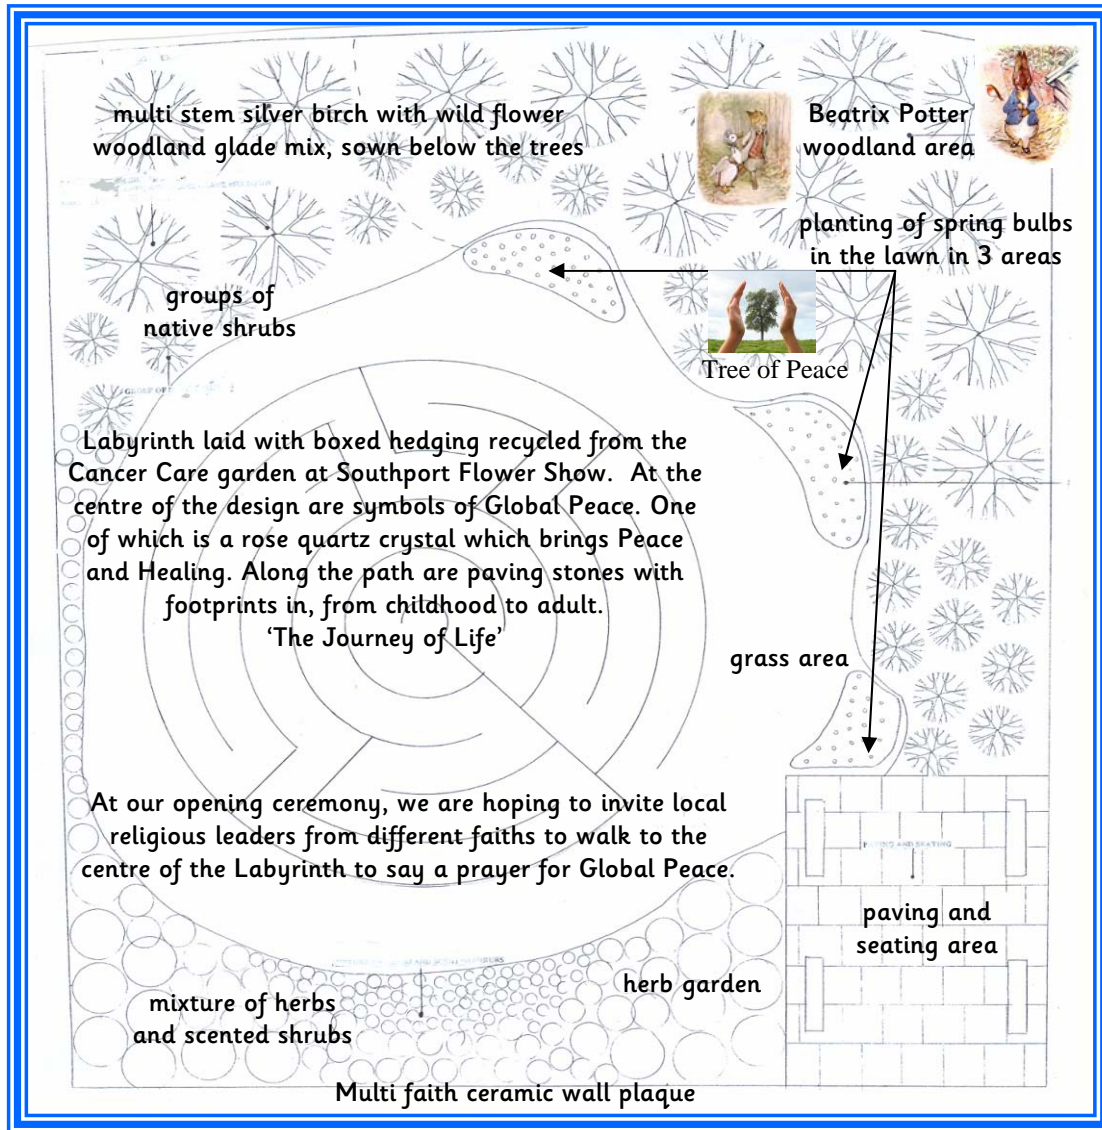 multi stem silver birch with wild flower
woodland glade mix, sown below the trees
Beatrix Potter
woodland area
planting of spring bulbs
in the lawn in 3 areas
groups of
native shrubs
Tree of Peace
Labyrinth laid with boxed hedging recycled from the
Cancer Care garden at Southport Flower Show. At the
centre of the design are symbols of Global Peace. One
of which is a rose quartz crystal which brings Peace
and Healing. Along the path are paving stones with
footprints in, from childhood to adult.
‘The Journey of Life’
grass area
At our opening ceremony, we are hoping to invite local
religious leaders from different faiths to walk to the
centre of the Labyrinth to say a prayer for Global Peace.
AND SEATING
paving and
seating area
herb garden
mixture of herbs
and scented shrubs
Multi faith ceramic wall plaque